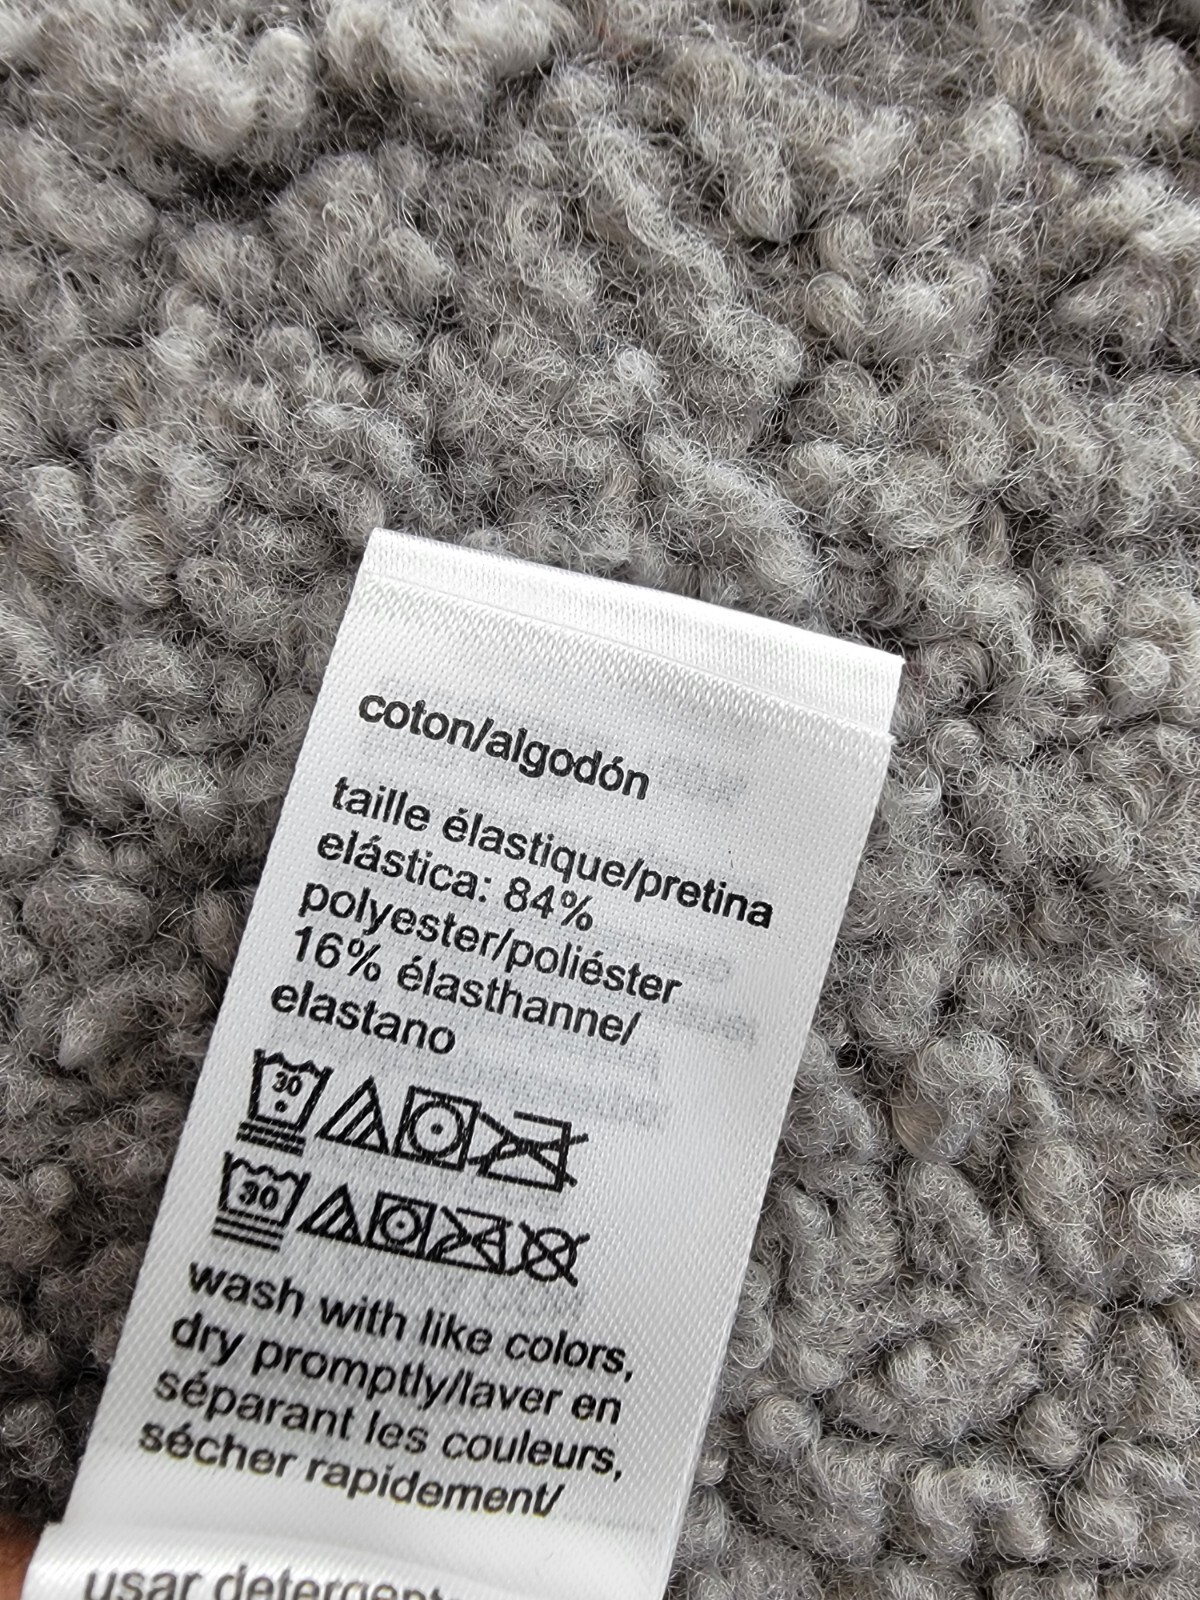 coton/algodón
taille élastique/pretina
elástica: 84%
polyester/poliéster
16% élasthanne/
elastano
30
30
wash with like colors,
dry promptly/laver en
séparant les couleurs,
sécher rapidement/
usar